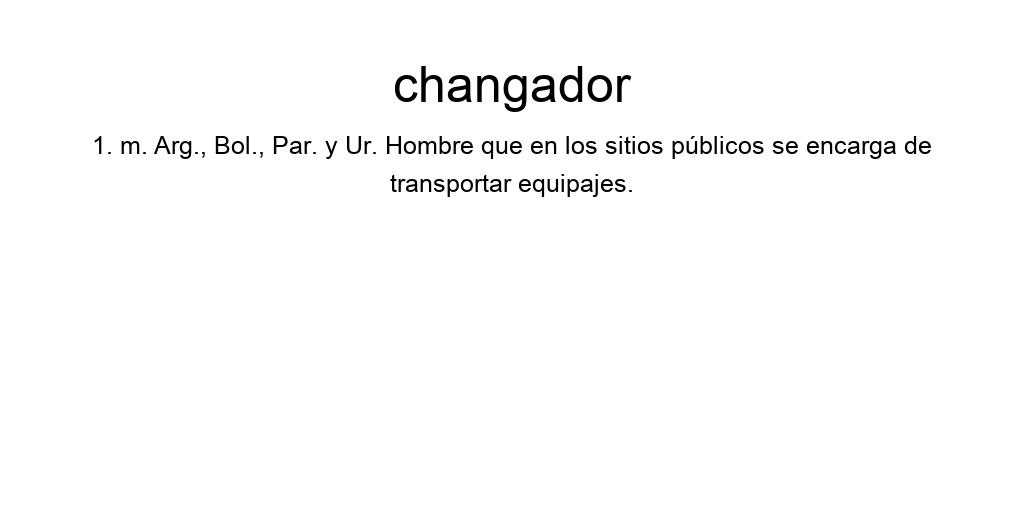 changador
1. m. Arg., Bol., Par. y Ur. Hombre que en los sitios públicos se encarga de
transportar equipajes.